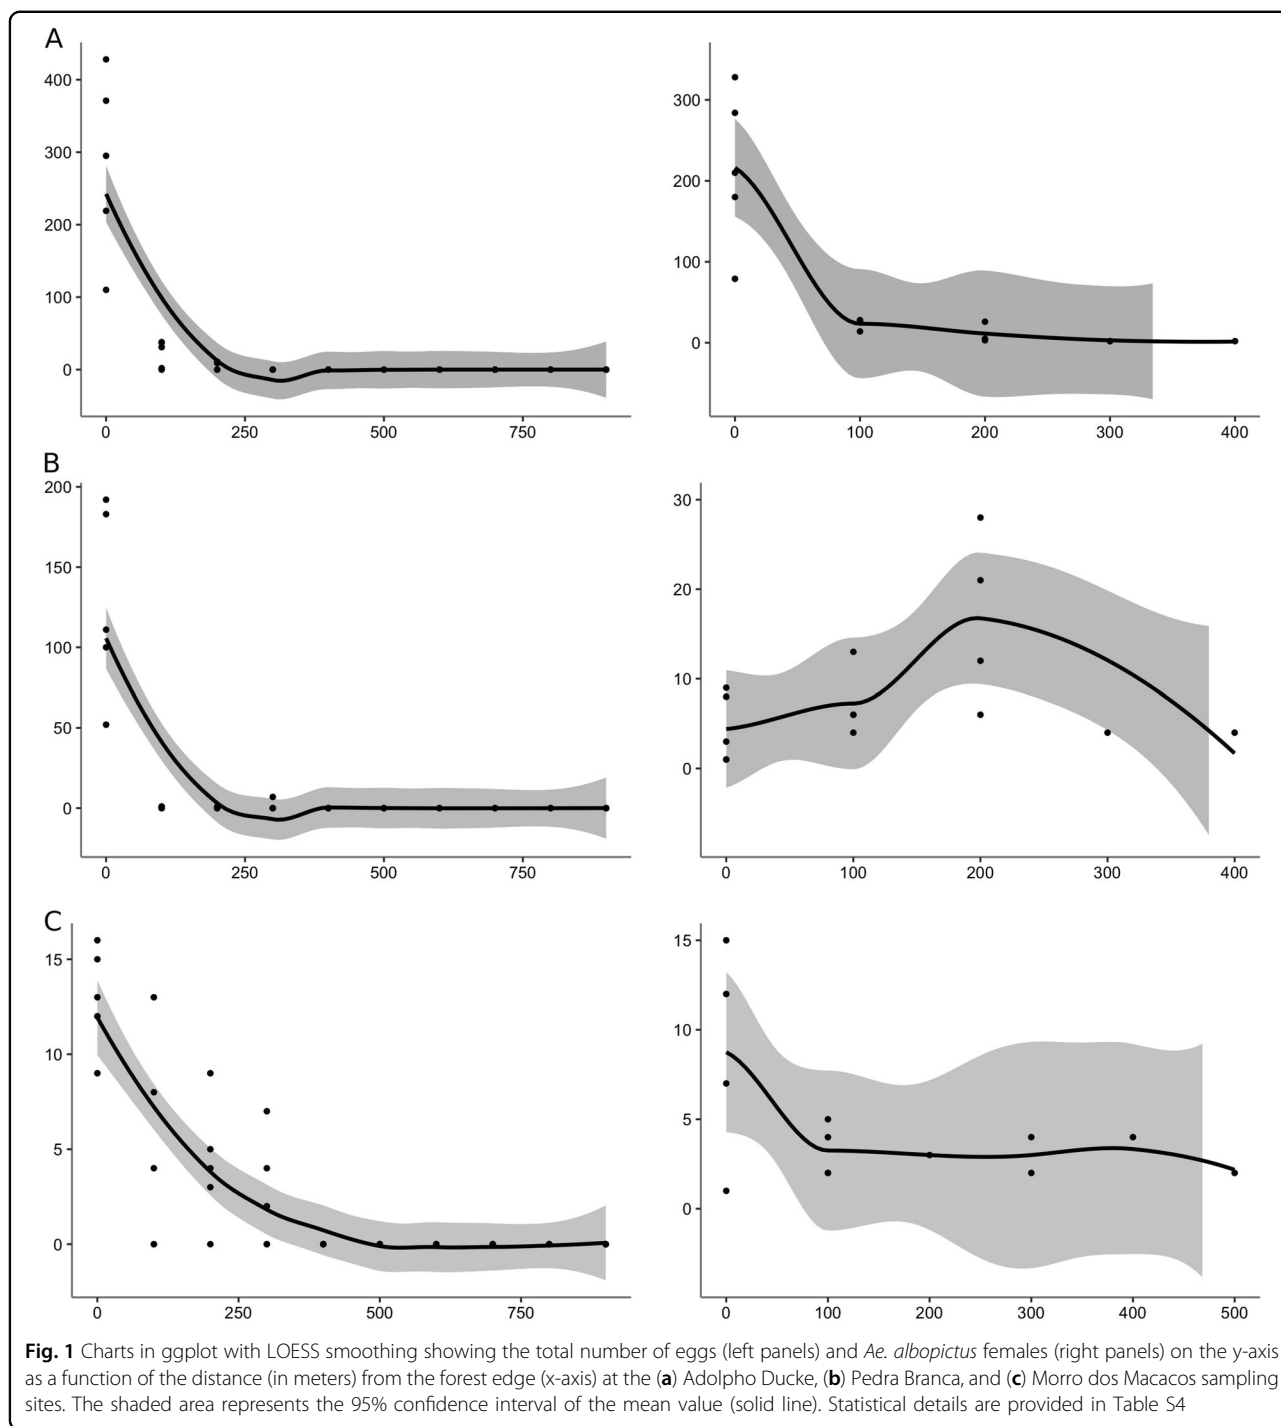 A
400
300
200
100
0
0 250 500 750
300
200
100
0
0 100 200 300 400
B
200
150
100
50
0
0 250 500 750
30
20
10
0
0 100 200 300 400
C
15
10
5
0
0 250 500 750
15
10
5
0
0 100 200 300 400 500
Fig. 1 Charts in ggplot with LOESS smoothing showing the total number of eggs (left panels) and Ae. albopictus females (right panels) on the y-axis
as a function of the distance (in meters) from the forest edge (x-axis) at the (a) Adolpho Ducke, (b) Pedra Branca, and (c) Morro dos Macacos sampling
sites. The shaded area represents the 95% confidence interval of the mean value (solid line). Statistical details are provided in Table S4